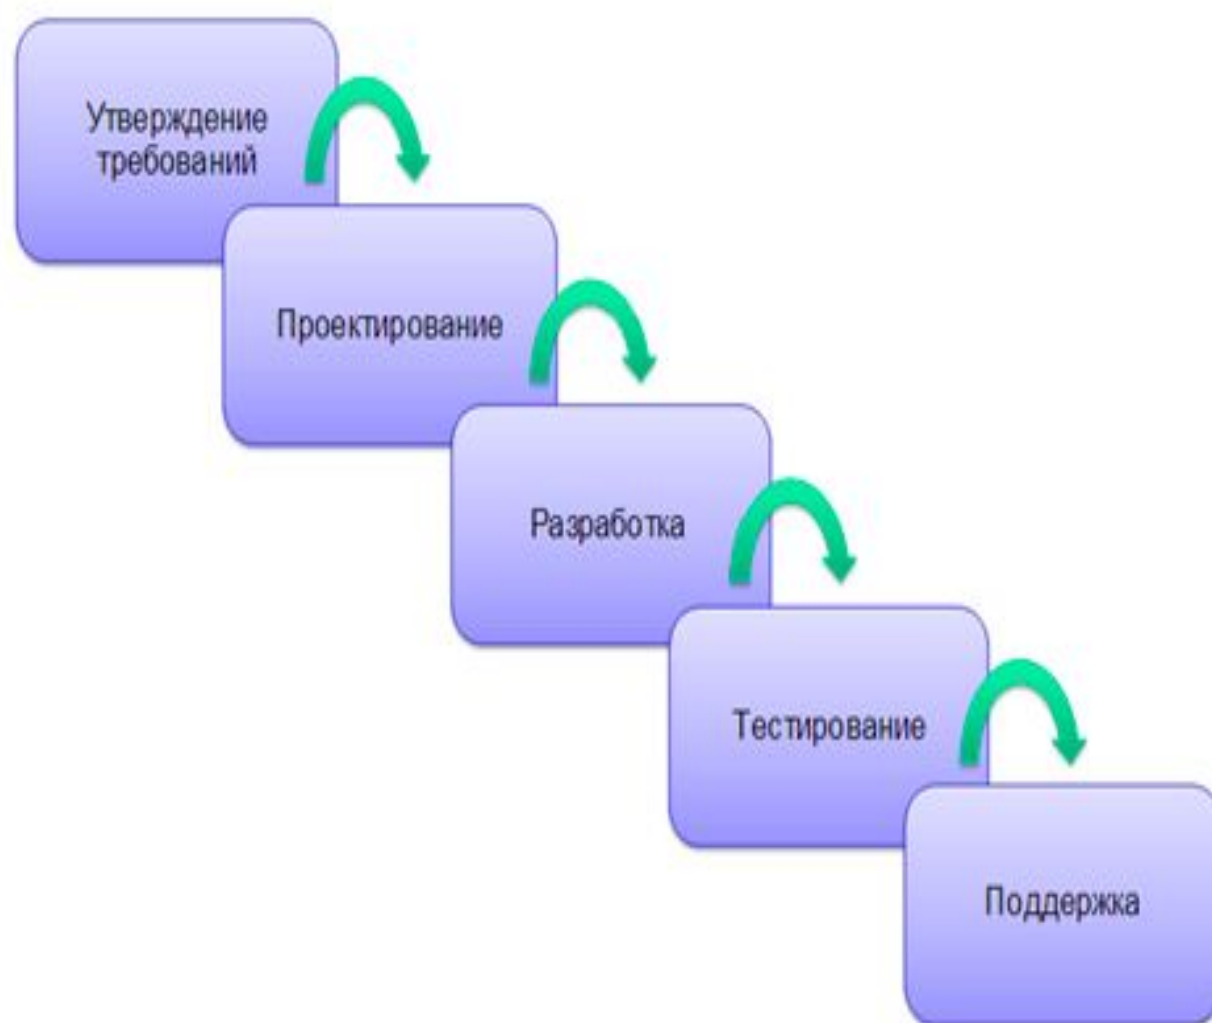 Утверждение
требований
Проектирование
Разработка
Тестирование
Поддержка